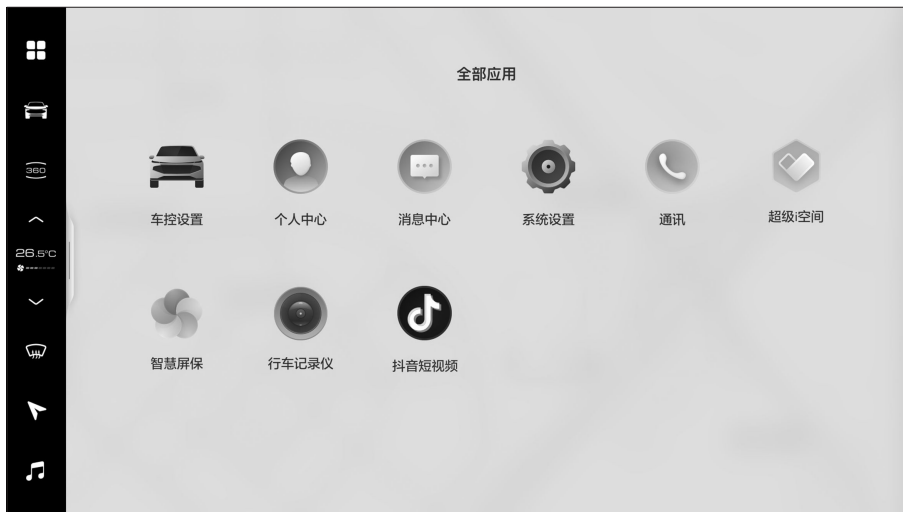 全部应用
360
26.5°C
车控设置
个人中心
消息中心
系统设置
通讯
超级i空间
智慧屏保
行车记录仪
抖音短视频